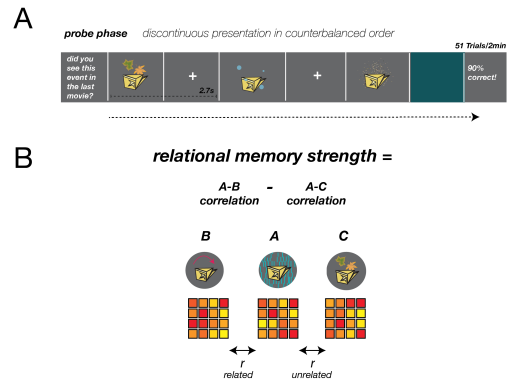 A
probe phase discontinuous presentation in counterbalanced order
51 Trials/2min
did you
see this
event in
the last
movie?
+
+
2.7s
90%
correct!
B
relational memory strength =
A-B - A-C
correlation correlation
B A C
r r
related unrelated